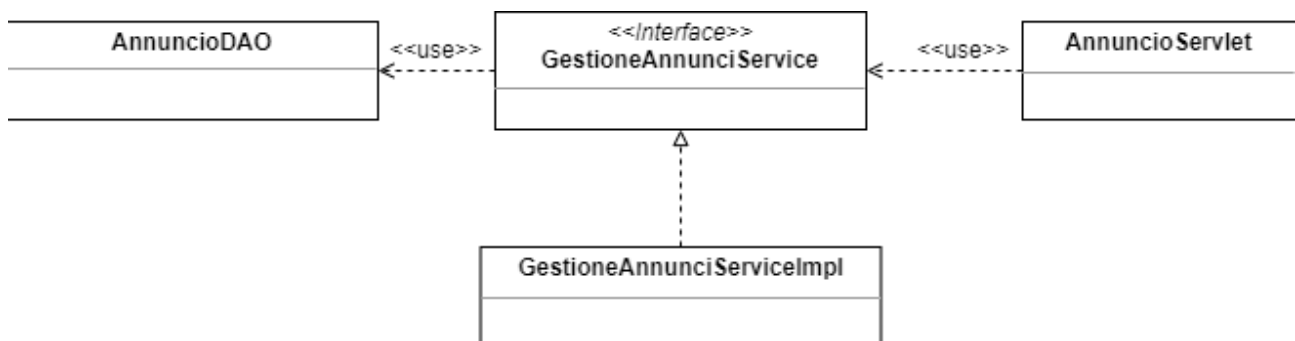 AnnuncioDAO
<<use>>
<<Interface>>
GestioneAnnunciService
<<use>>
AnnuncioServlet
GestioneAnnunciServiceImpl